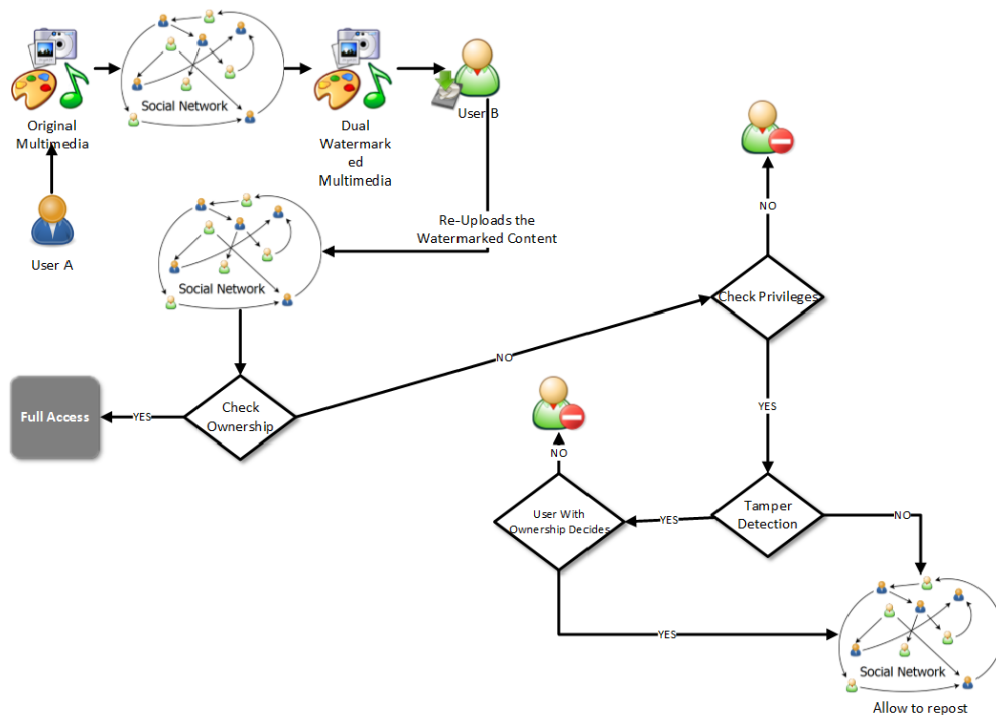 Social Network
Original
Multimedia
Dual
Watermark
ed
Multimedia
User B
User A
Re-Uploads the
Watermarked Content
Social Network
NO
Check Privileges
NO
Full Access
YES
Check
Ownership
YES
NO
User With
Ownership Decides
YES
Tamper
Detection
NO
YES
Social Network
Allow to repost